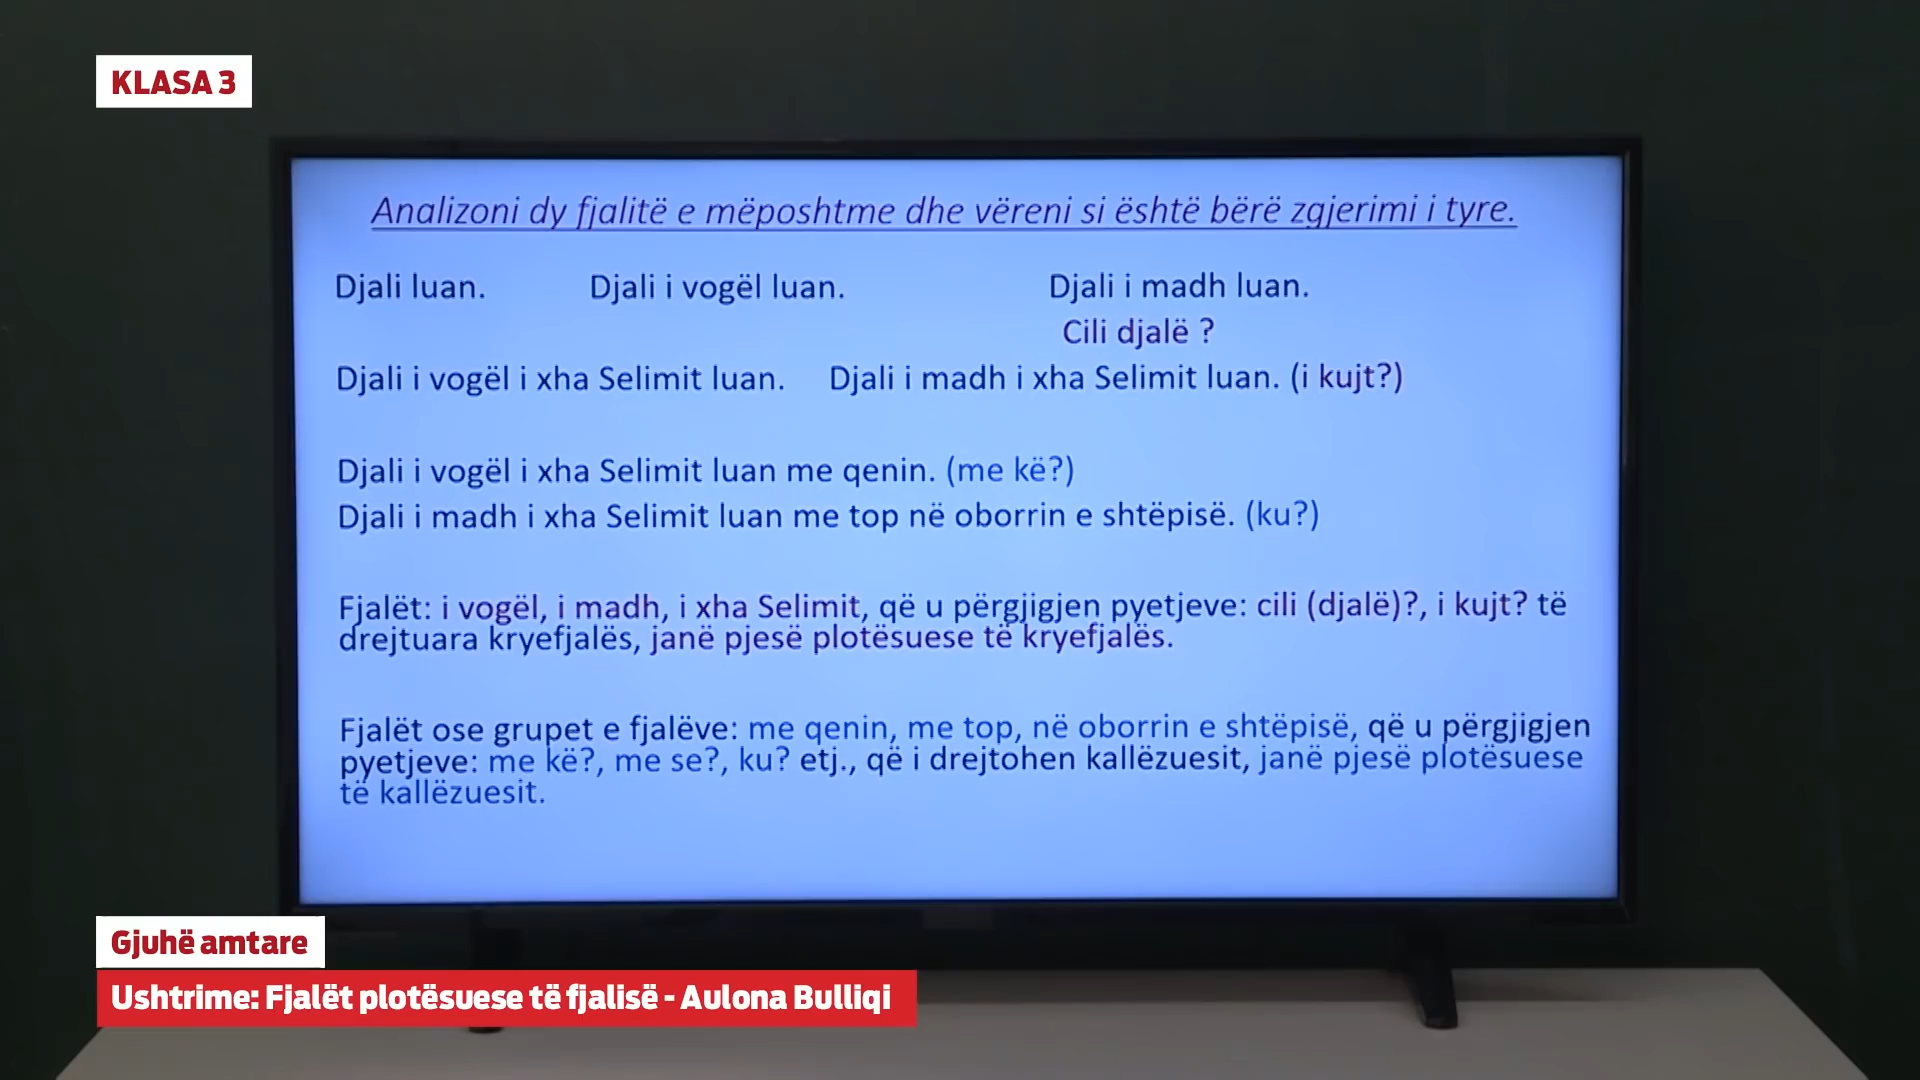 KLASA 3
Analizoni dy fjalitë e mëposhtme dhe vëreni si është bërë zgjerimi i tyre.
Djali luan. Djali i vogël luan. Djali i madh luan.
Cili djalë ?
Djali i vogël i xha Selimit luan. Djali i madh i xha Selimit luan. (i kujt?)
Djali i vogël i xha Selimit luan me qenin. (me kë?)
Djali i madh i xha Selimit luan me top në oborrin e shtëpisë. (ku?)
Fjalët: i vogël, i madh, i xha Selimit, që u përgjigjen pyetjeve: cili (djalë)?, i kujt? të
drejtuara kryefjalës, janë pjesë plotësuese të kryefjalës.
Fjalët ose grupet e fjalëve: me qenin, me top, në oborrin e shtëpisë, që u përgjigjen
pyetjeve: me kë?, me se?, ku? etj., që i drejtohen kallëzuesit, janë pjesë plotësuese
të kallëzuesit.
Gjuhë amtare
Ushtrime: Fjalët plotësuese të fjalisë - Aulona Bulliqi